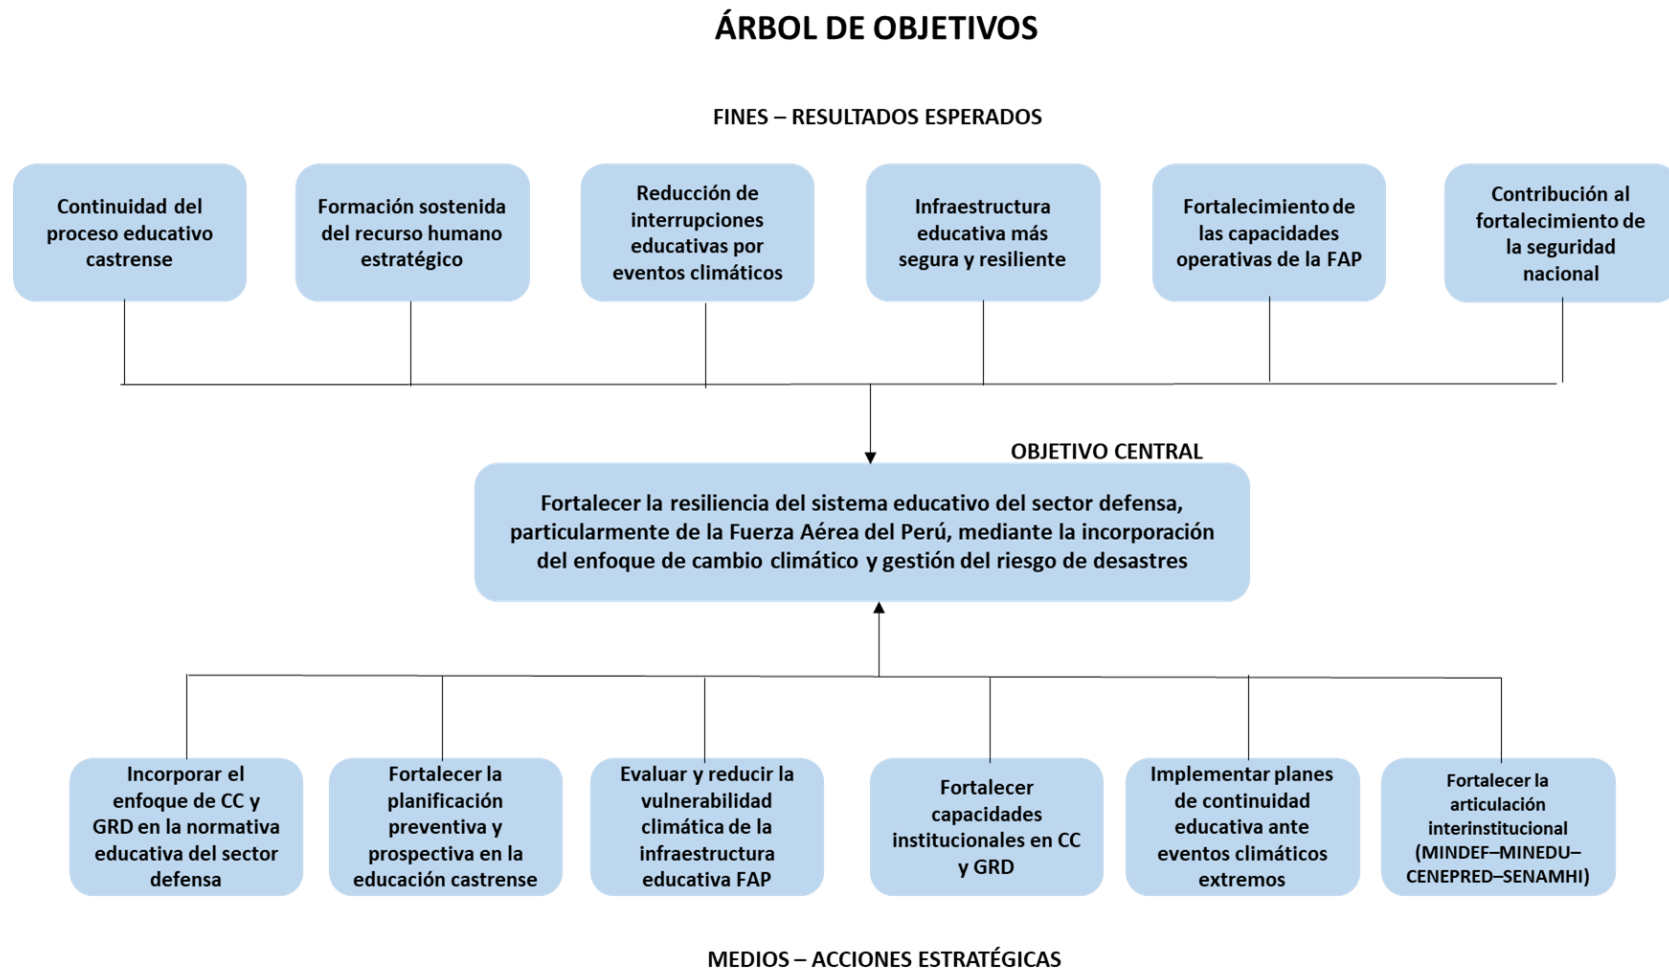 ÁRBOL DE OBJETIVOS
FINES – RESULTADOS ESPERADOS
Continuidad del
proceso educativo
castrense
Formación sostenida
del recurso humano
estratégico
Reducción de
interrupciones
educativas por
eventos climáticos
Infraestructura
educativa más
segura y resiliente
Fortalecimiento de
las capacidades
operativas de la FAP
Contribución al
fortalecimiento de
la seguridad
nacional
OBJETIVO CENTRAL
Fortalecer la resiliencia del sistema educativo del sector defensa,
particularmente de la Fuerza Aérea del Perú, mediante la incorporación
del enfoque de cambio climático y gestión del riesgo de desastres
Incorporar el
enfoque de CC y
GRD en la normativa
educativa del sector
defensa
Fortalecer la
planificación
preventiva y
prospectiva en la
educación castrense
Evaluar y reducir la
vulnerabilidad
climática de la
infraestructura
educativa FAP
Fortalecer
capacidades
institucionales en CC
y GRD
Implementar planes
de continuidad
educativa ante
eventos climáticos
extremos
Fortalecer la
articulación
interinstitucional
(MINDEF–MINEDU–
CENEPRED–SENAMHI)
MEDIOS – ACCIONES ESTRATÉGICAS